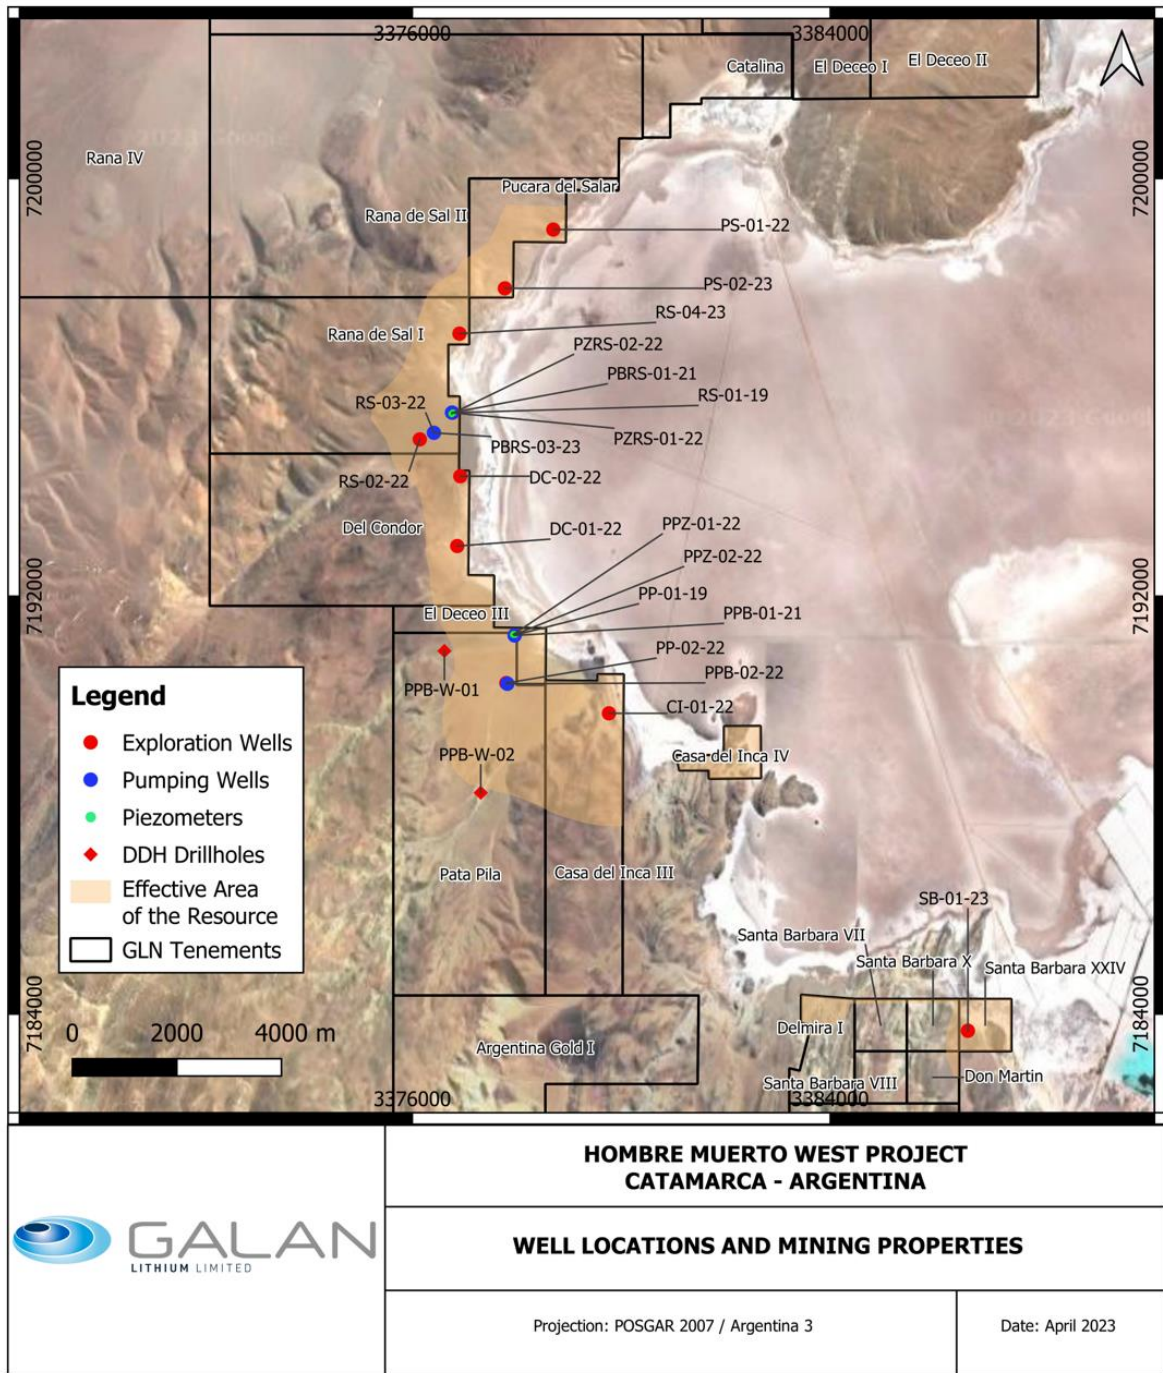 3376000
3384000
Catalina
El Deceo I
El Deceo II
Rana IV
7200000
7200000
Pucara del Salar
Rana de Sal II
PS-01-22
PS-02-23
RS-04-23
Rana de Sal I
PZRS-02-22
PBRS-01-21
RS-01-19
RS-03-22
PZRS-01-22
PBRS-03-23
RS-02-22
DC-02-22
Del Condor
DC-01-22
PPZ-01-22
PPZ-02-22
7192000
7192000
PP-01-19
El Deceo III
PPB-01-21
PP-02-22
PPB-02-22
PPB-W-01
CI-01-22
Casa del Inca IV
PPB-W-02
Legend
Exploration Wells
Pumping Wells
Piezometers
DDH Drillholes
Effective Area
of the Resource
GLN Tenements
Pata Pila
Casa del Inca III
SB-01-23
Santa Barbara VII
Santa Barbara X
Santa Barbara XXIV
7184000
7184000
0 2000 4000 m
Delmira I
Argentina Gold I
Santa Barbara VIII
Don Martin
3376000
3384000
HOMBRE MUERTO WEST PROJECT
CATAMARCA - ARGENTINA
GALAN
LITHIUM LIMITED
WELL LOCATIONS AND MINING PROPERTIES
Projection: POSGAR 2007 / Argentina 3
Date: April 2023